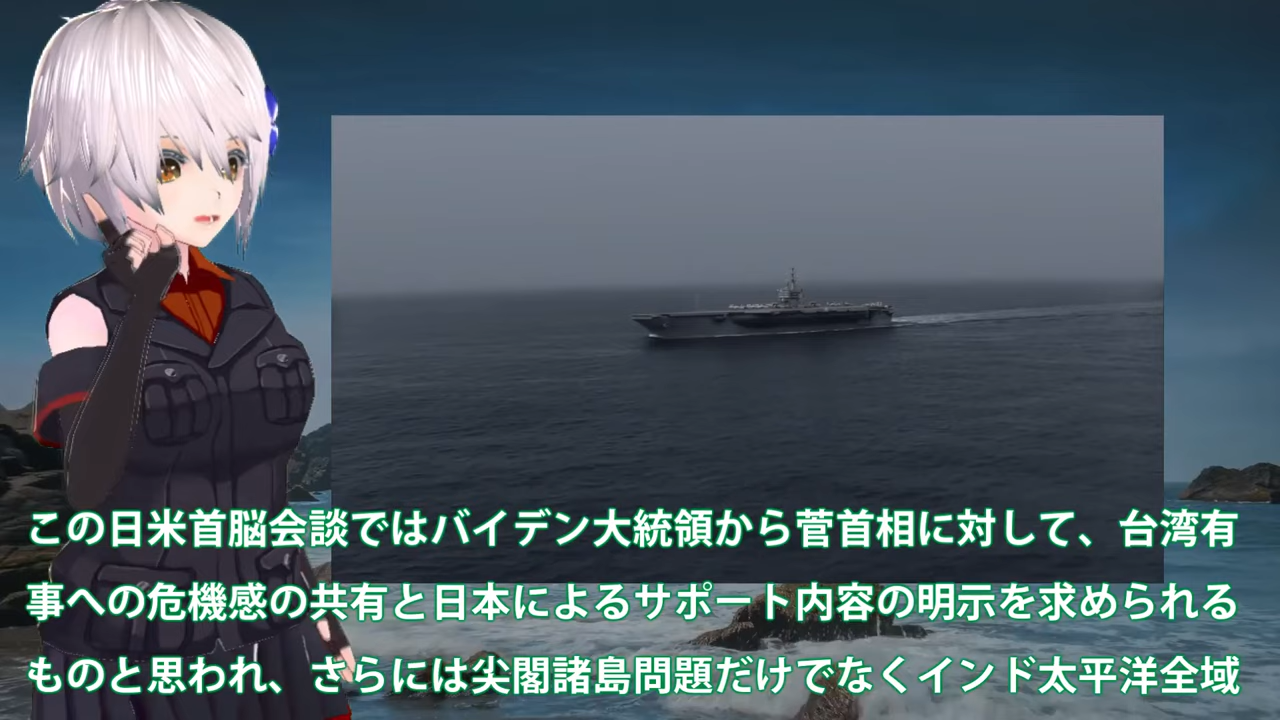 この日米首脳会談ではバイデン大統領から菅首相に対して、台湾有
事への危機感の共有と日本によるサポート内容の明示を求められる
ものと思われ、さらには尖閣諸島問題だけでなくインド太平洋全域